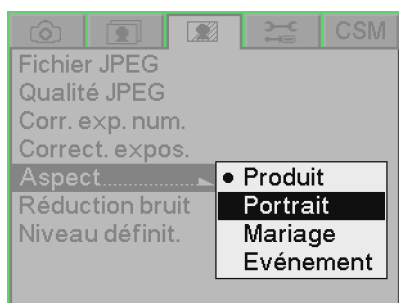 CSM
Fichier JPEG
Qualité JPEG
Corr. exp. num.
Correct. expos.
Aspect..................
Réduction bruit
Niveau définit.
● Produit
Portrait
Mariage
Evénement